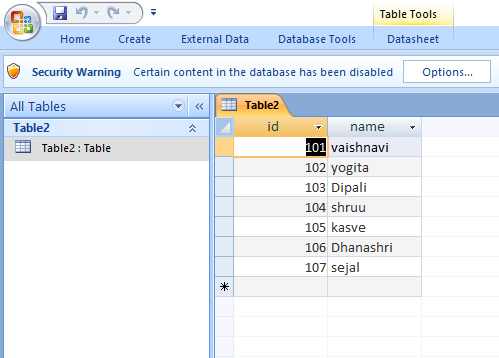 Table Tools
Home Create External Data Database Tools Datasheet
Security Warning Certain content in the database has been disabled Options...
All Tables
Table2
Table2 : Table
Table2
id name
101 vaishnavi
102 yogita
103 Dipali
104 shruu
105 kasve
106 Dhanashri
107 sejal